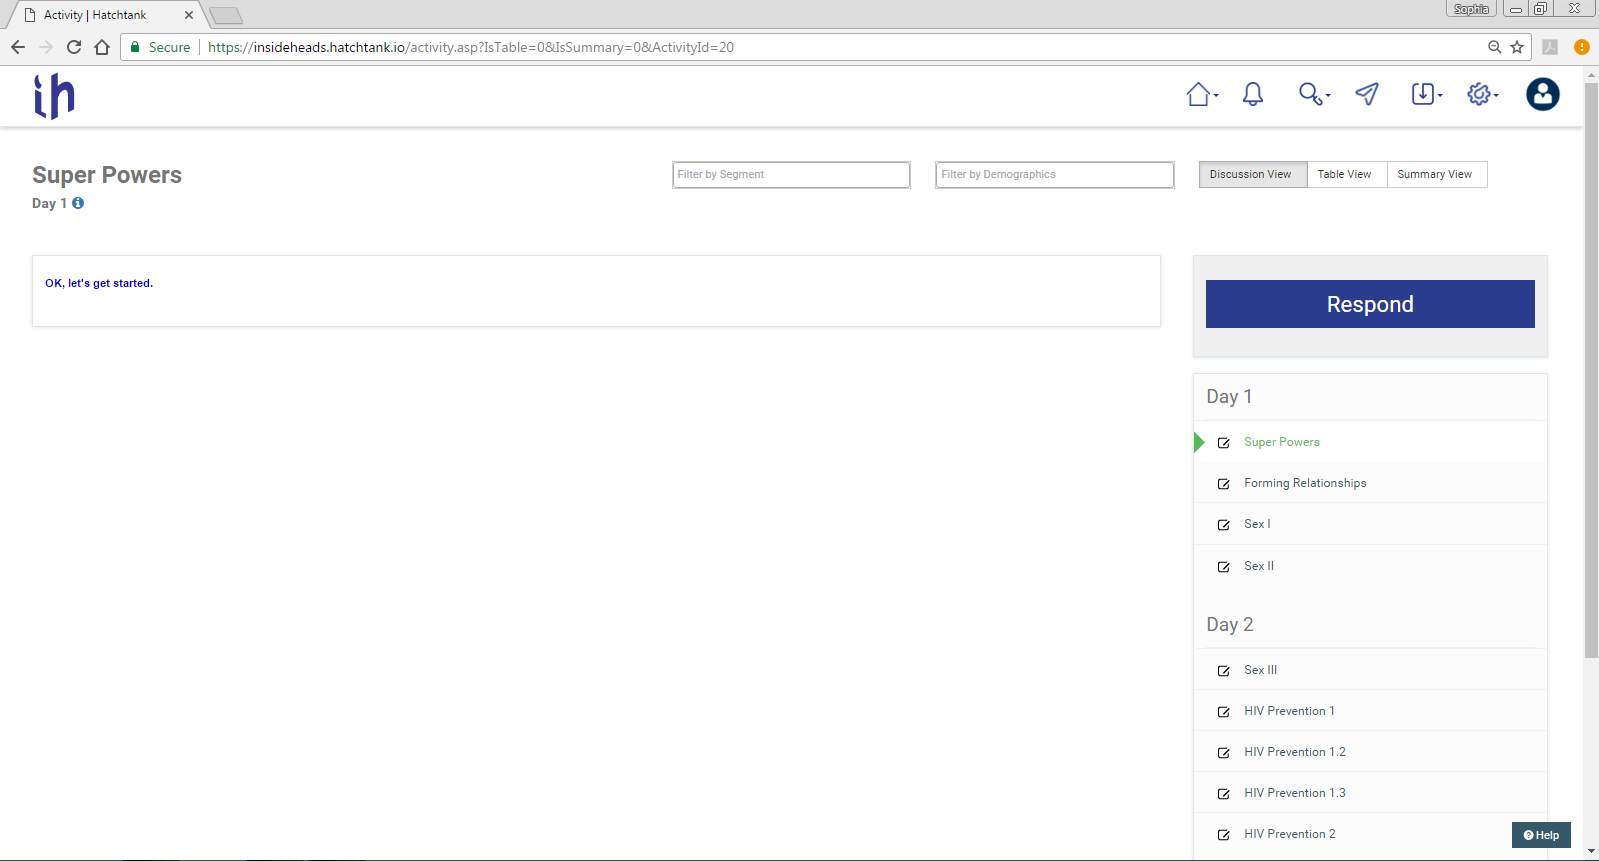 Activity | Hatchtank
Sophia
Secure
https://insideheads.hatchtank.io/activity.asp?IsTable=0&IsSummary=0&ActivityId=20
ih
Super Powers
Filter by Segment
Filter by Demographics
Discussion View
Table View
Summary View
Day 1
OK, let's get started.
Respond
Day 1
Super Powers
Forming Relationships
Sex I
Sex II
Day 2
Sex III
HIV Prevention 1
HIV Prevention 1.2
HIV Prevention 1.3
HIV Prevention 2
Help